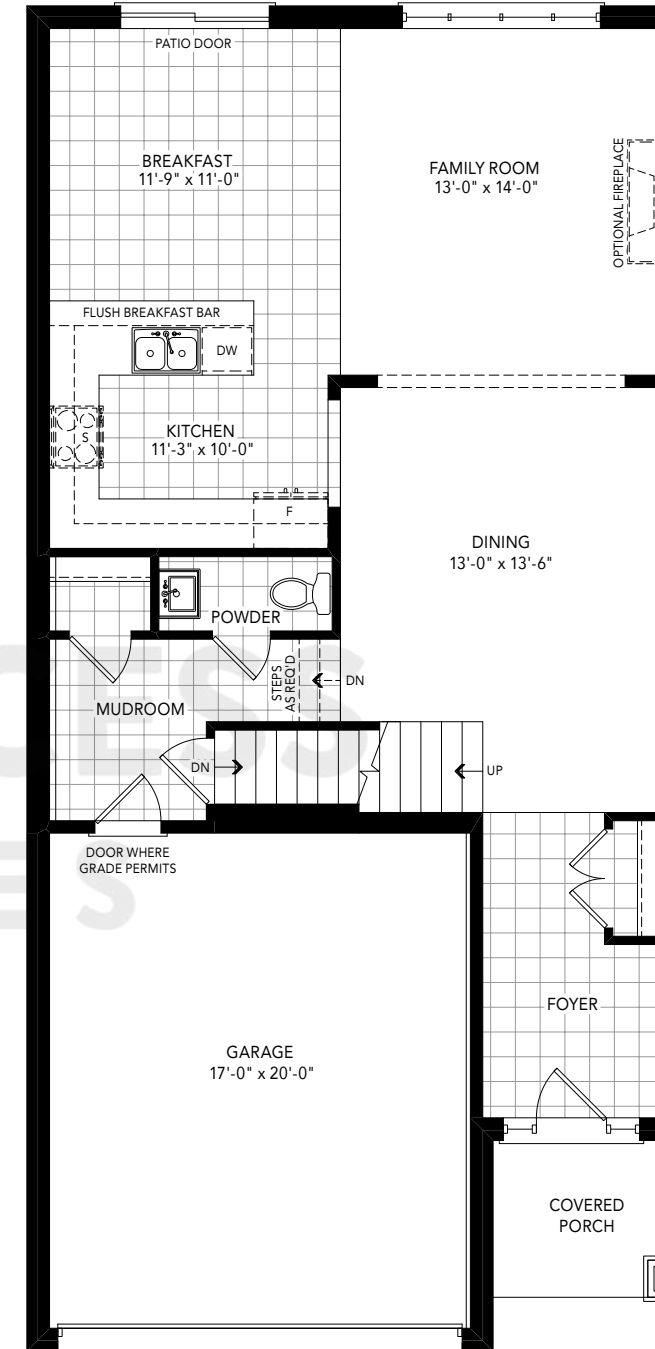 PATIO DOOR
BREAKFAST
11'-9" x 11'-0"
FAMILY ROOM
13'-0" x 14'-0"
OPTIONAL FIREPLACE
FLUSH BREAKFAST BAR
DW
S
KITCHEN
11'-3" x 10'-0"
F
DINING
13'-0" x 13'-6"
POWDER
STEPS
AS REQ'D
DN
MUDROOM
DN
UP
DOOR WHERE
GRADE PERMITS
FOYER
GARAGE
17'-0" x 20'-0"
COVERED
PORCH